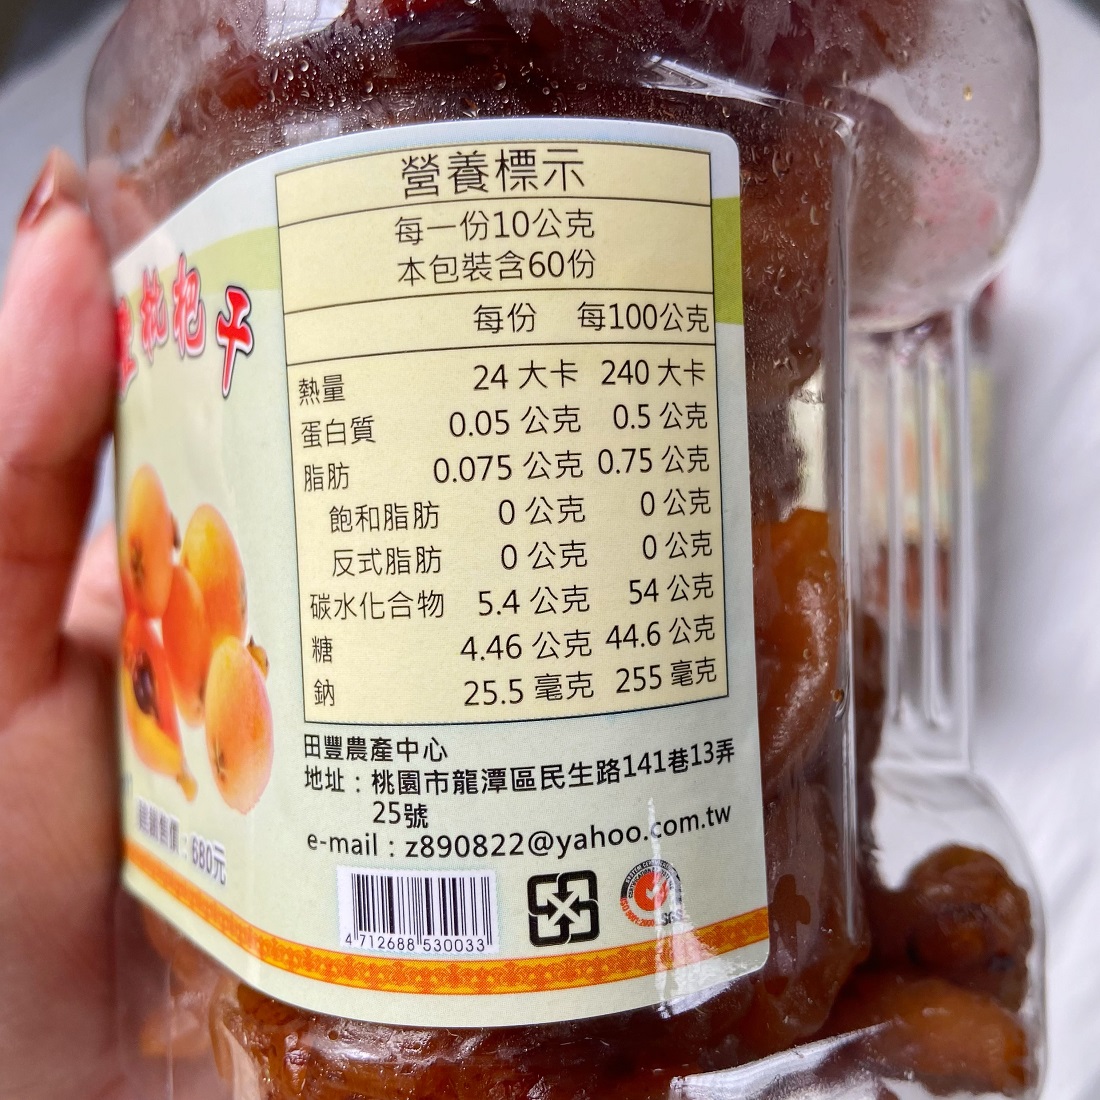 枇杷干
建議售價：680元
營養標示
每一份10公克
本包裝含60份
每份 每100公克
熱量 24 大卡 240 大卡
蛋白質 0.05 公克 0.5 公克
脂肪 0.075 公克 0.75 公克
飽和脂肪 0 公克 0 公克
反式脂肪 0 公克 0 公克
碳水化合物 5.4 公克 54 公克
糖 4.46 公克 44.6 公克
鈉 25.5 毫克 255 毫克
田豐農產中心
地址：桃園市龍潭區民生路141巷13弄
25號
e-mail：z890822@yahoo.com.tw
4 712688 530033
SGS